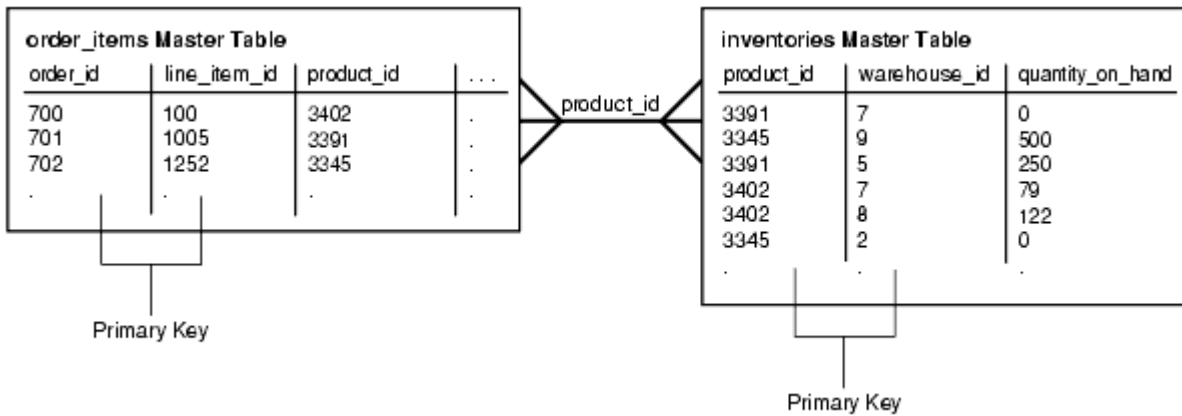 order_items Master Table
order_id line_item_id product_id . . .
700 100 3402 .
701 1005 3391 .
702 1252 3345 .
. . . .
Primary Key
product_id
inventories Master Table
product_id warehouse_id quantity_on_hand
3391 7 0
3345 9 500
3391 5 250
3402 7 79
3402 8 122
3345 2 0
. . .
Primary Key